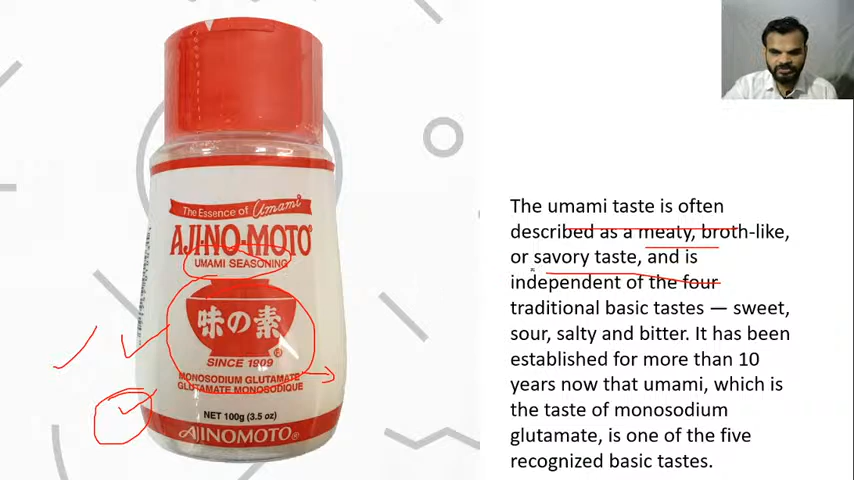 The Essence of Umami
AJI-NO-MOTO®
UMAMI SEASONING
味の素
®
SINCE 1909
MONOSODIUM GLUTAMATE
GLUTAMATE MONOSODIQUE
NET 100g (3.5 oz)
AJINOMOTO®
The umami taste is often
described as a meaty, broth-like,
or savory taste, and is
independent of the four
traditional basic tastes — sweet,
sour, salty and bitter. It has been
established for more than 10
years now that umami, which is
the taste of monosodium
glutamate, is one of the five
recognized basic tastes.